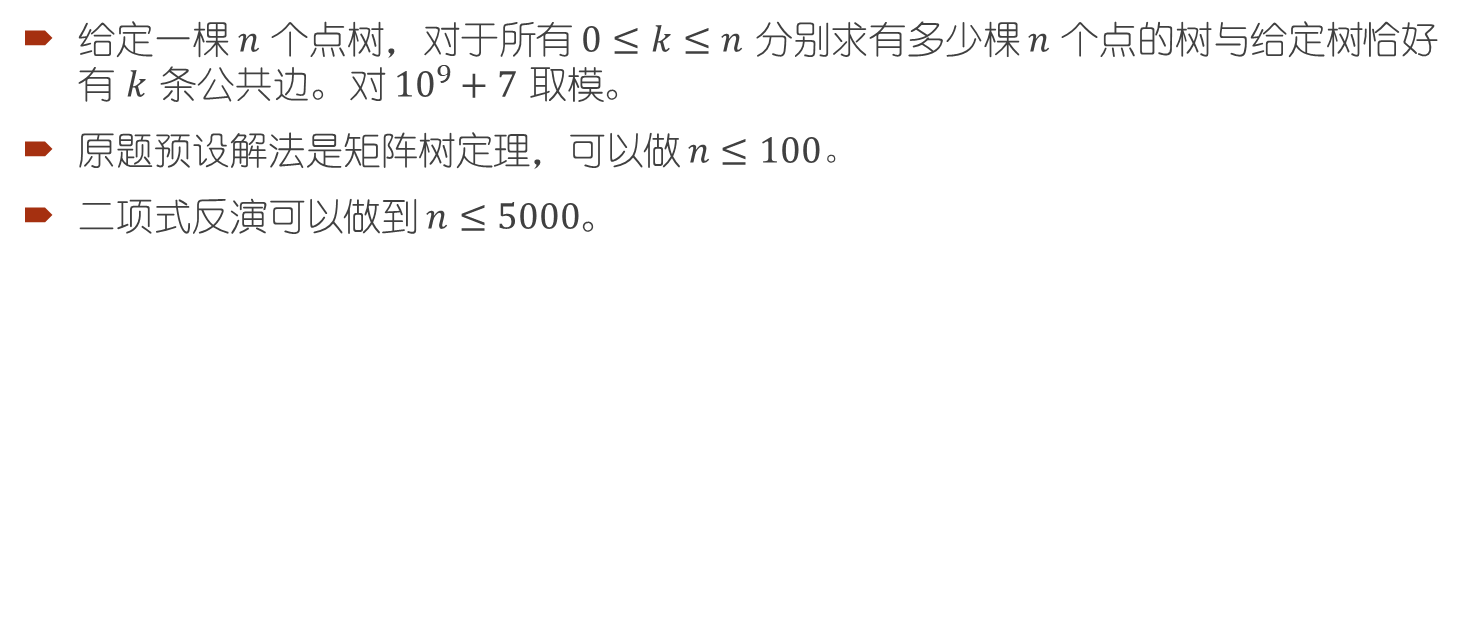 给定一棵 n 个点树，对于所有 0 ≤ k ≤ n 分别求有多少棵 n 个点的树与给定树恰好
有 k 条公共边。对 10⁹ + 7 取模。
原题预设解法是矩阵树定理，可以做 n ≤ 100。
二项式反演可以做到 n ≤ 5000。